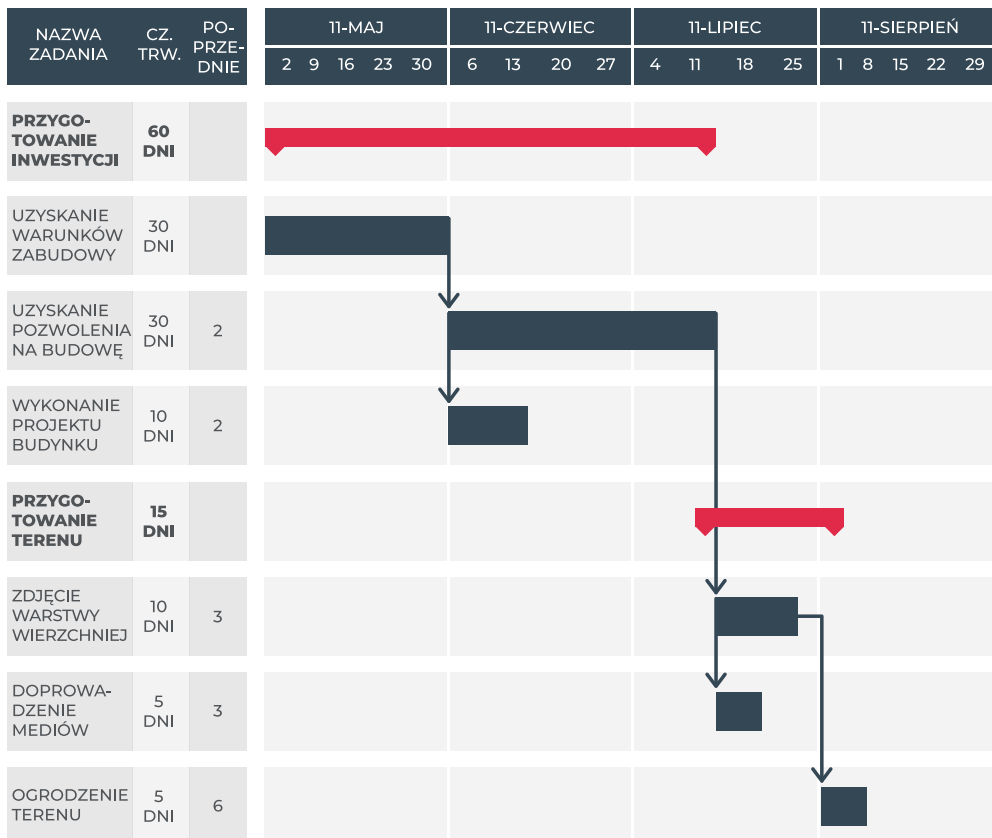 NAZWA
ZADANIA
CZ.
TRW.
PO-
PRZE-
DNIE
11-MAJ
11-CZERWIEC
11-LIPIEC
11-SIERPIEŃ
2 9 16 23 30
6 13 20 27
4 11 18 25
1 8 15 22 29
PRZYGO-
TOWANIE
INWESTYCJI
60
DNI
UZYSKANIE
WARUNKÓW
ZABUDOWY
30
DNI
UZYSKANIE
POZWOLENIA
NA BUDOWĘ
30
DNI
2
WYKONANIE
PROJEKTU
BUDYNKU
10
DNI
2
PRZYGO-
TOWANIE
TERENU
15
DNI
ZDJĘCIE
WARSTWY
WIERZCHNIEJ
10
DNI
3
DOPROWA-
DZENIE
MEDIÓW
5
DNI
3
OGRODZENIE
TERENU
5
DNI
6